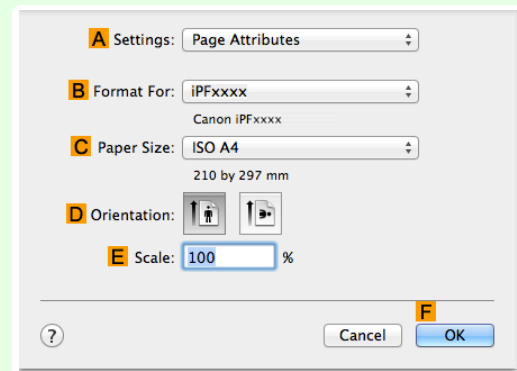 A Settings: Page Attributes
B Format For: iPFxxxx
Canon iPFxxxx
C Paper Size: ISO A4
210 by 297 mm
D Orientation:
E Scale: 100 %
F
? Cancel OK